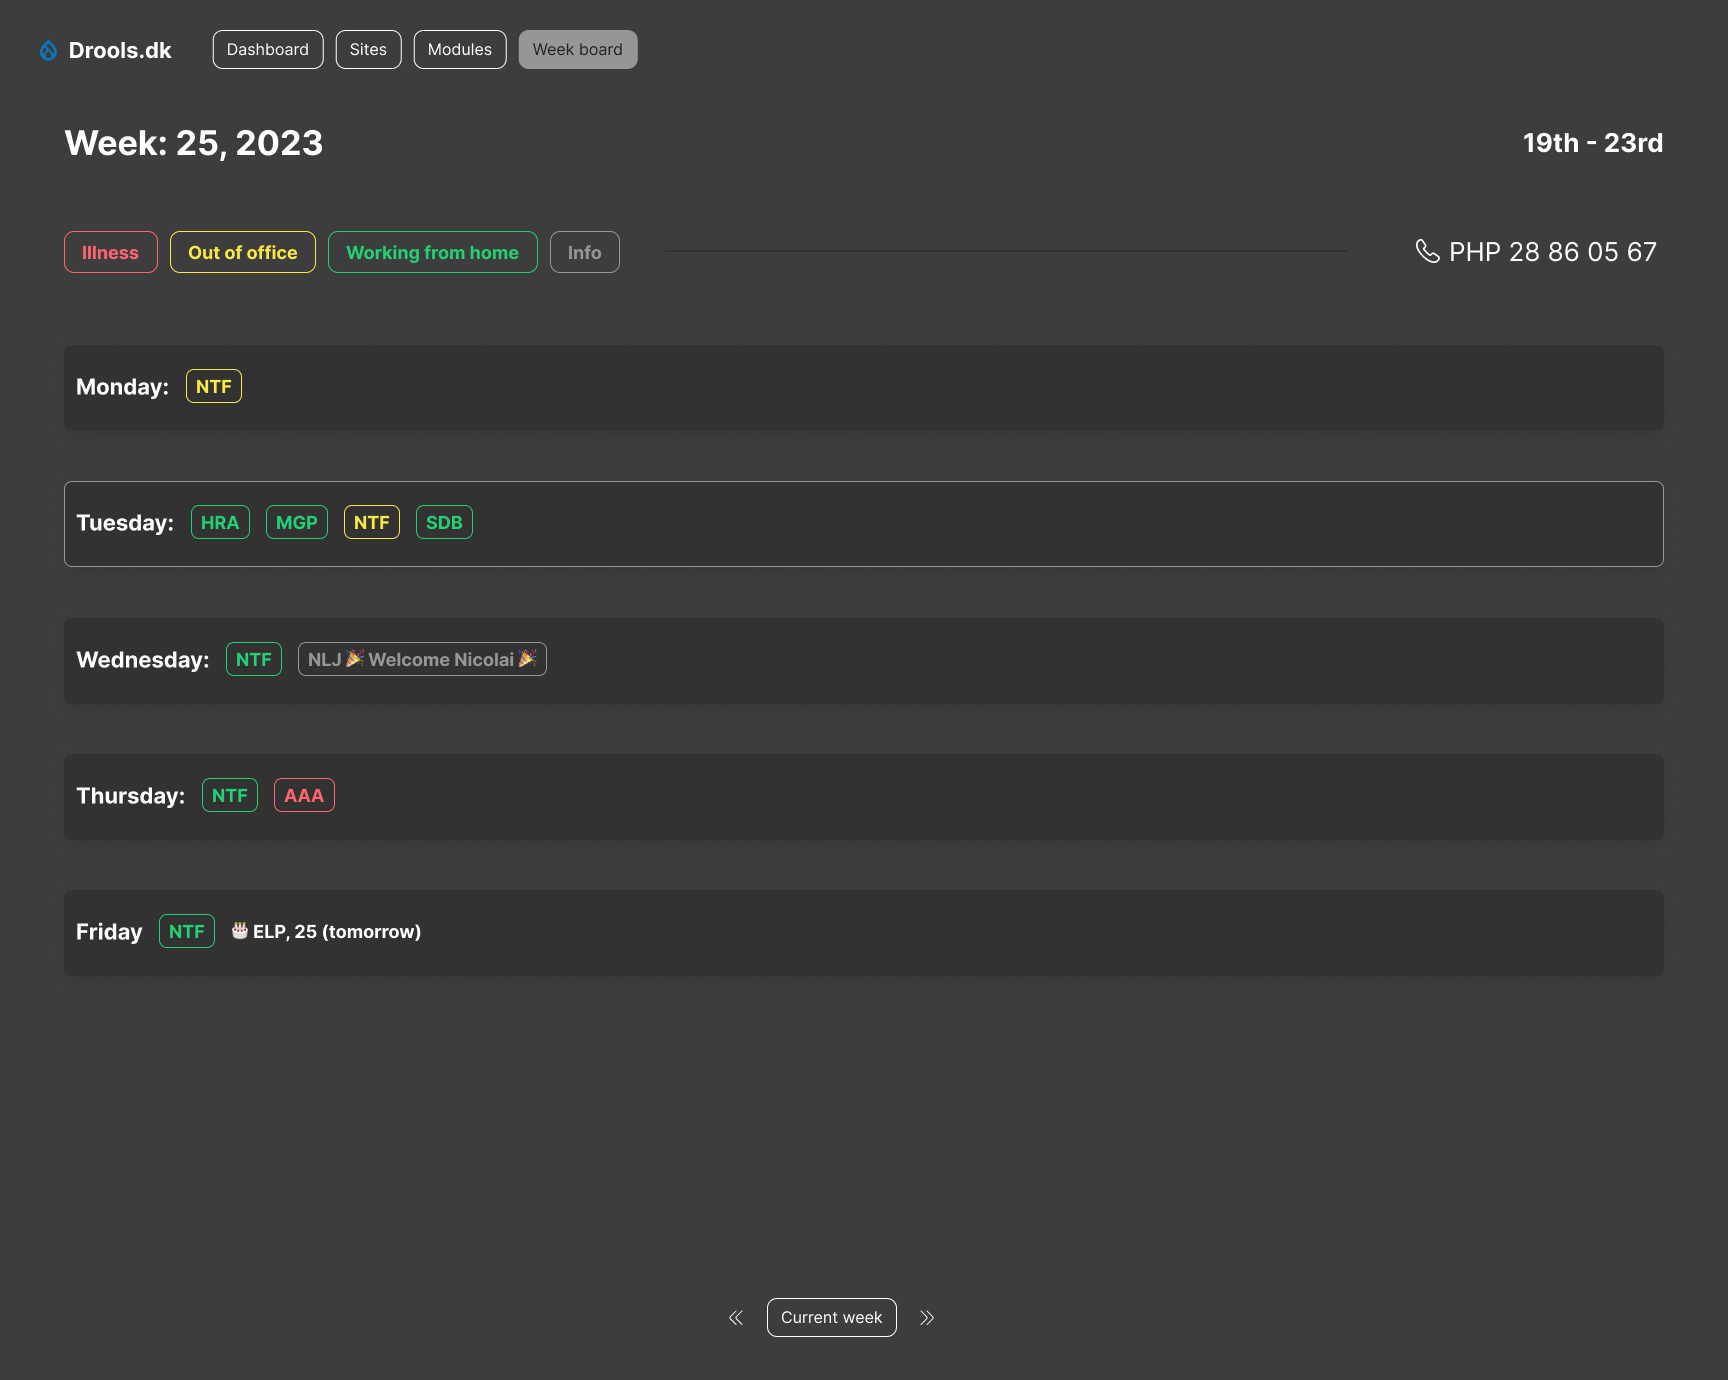 Drools.dk Dashboard Sites Modules Week board
Week: 25, 2023 19th - 23rd
Illness Out of office Working from home Info PHP 28 86 05 67
Monday: NTF
Tuesday: HRA MGP NTF SDB
Wednesday: NTF NLJ 🎉 Welcome Nicolai 🎉
Thursday: NTF AAA
Friday NTF 🎂 ELP, 25 (tomorrow)
« Current week »